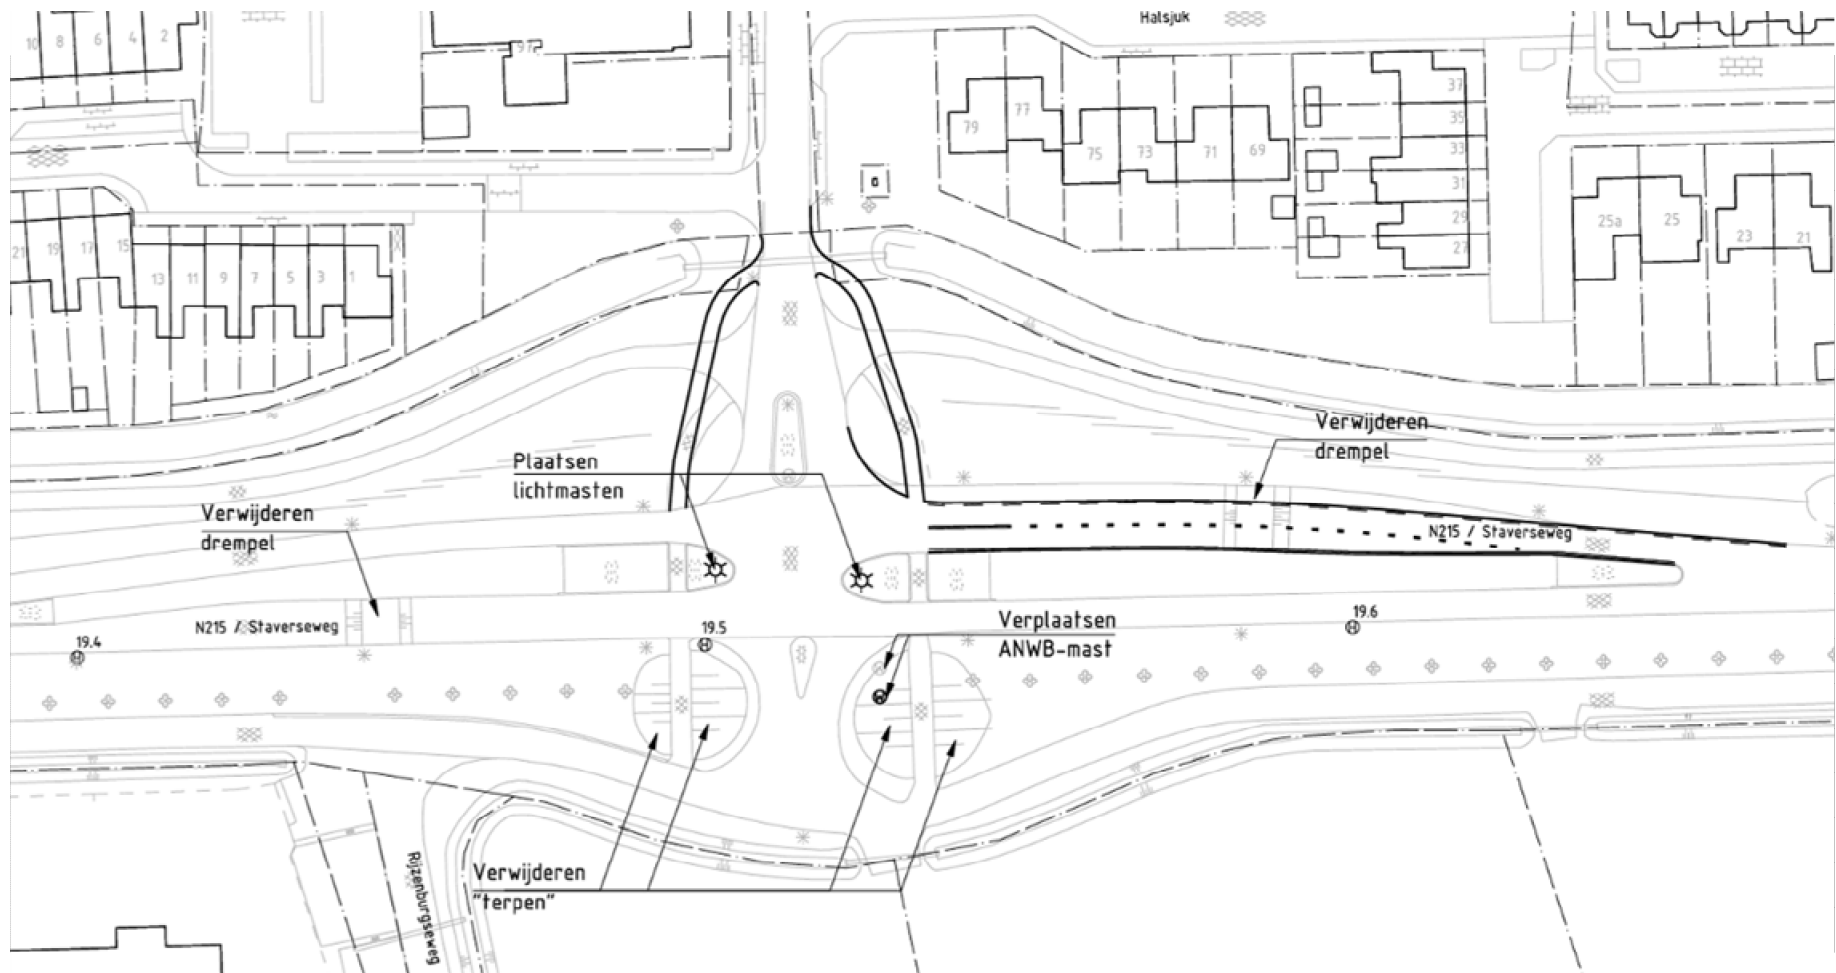 Halsjuk
10
8
6
4
2
97
79
77
75
73
71
69
37
35
33
31
29
27
25a
25
23
21
21
19
17
15
13
11
9
7
5
3
1
Verwijderen
drempel
Plaatsen
lichtmasten
Verwijderen
drempel
N215 / Staverseweg
N215 / Staverseweg
19.4
19.5
19.6
Verplaatsen
ANWB-mast
Verwijderen
"terpen"
Rijzenburgseweg